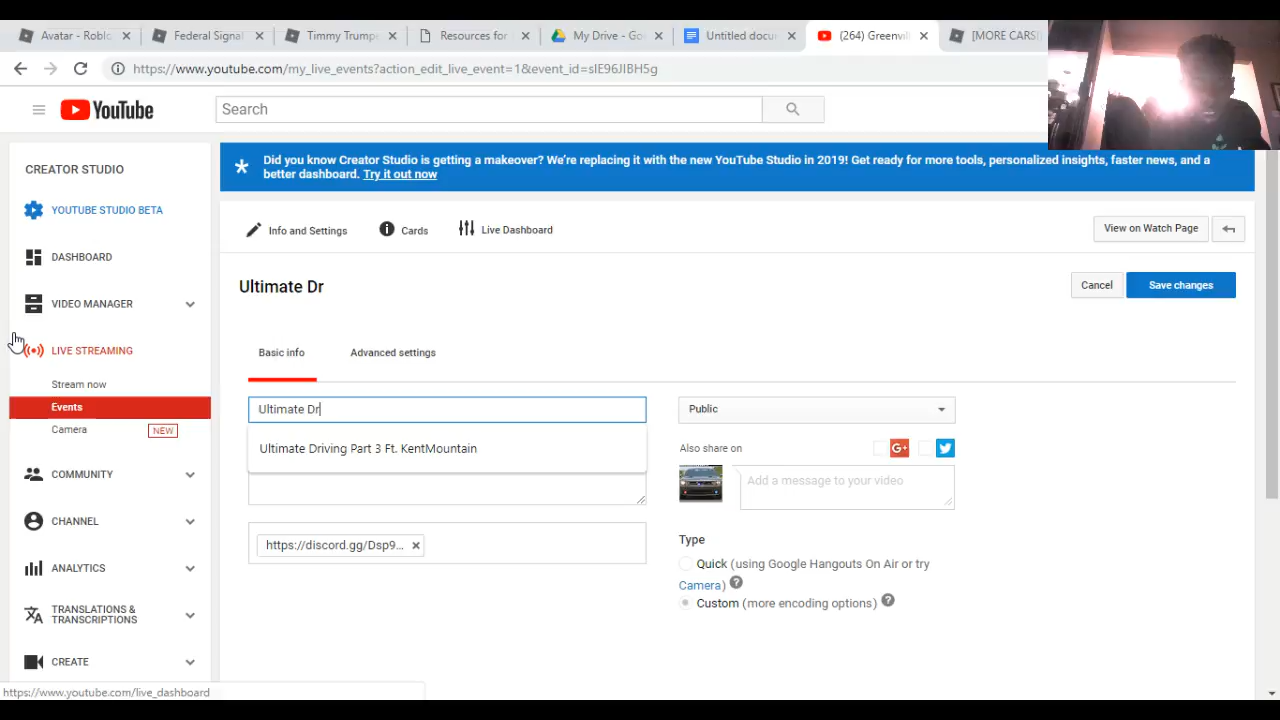 Avatar - Roblo
Federal Signal
Timmy Trumpe
Resources for
My Drive - Go
Untitled docu
(264) Greenvil
[MORE CARS!]
https://www.youtube.com/my_live_events?action_edit_live_event=1&event_id=sIE96JIBH5g
YouTube
Search
CREATOR STUDIO
Did you know Creator Studio is getting a makeover? We're replacing it with the new YouTube Studio in 2019! Get ready for more tools, personalized insights, faster news, and a
better dashboard. Try it out now
YOUTUBE STUDIO BETA
DASHBOARD
VIDEO MANAGER
LIVE STREAMING
Stream now
Events
Camera NEW
COMMUNITY
CHANNEL
ANALYTICS
TRANSLATIONS &
TRANSCRIPTIONS
CREATE
https://www.youtube.com/live_dashboard
Info and Settings
Cards
Live Dashboard
View on Watch Page
Ultimate Dr
Cancel
Save changes
Basic info
Advanced settings
Ultimate Dr
Ultimate Driving Part 3 Ft. KentMountain
https://discord.gg/Dsp9...
Public
Also share on
G+
Add a message to your video
Type
Quick (using Google Hangouts On Air or try
Camera) ?
Custom (more encoding options) ?